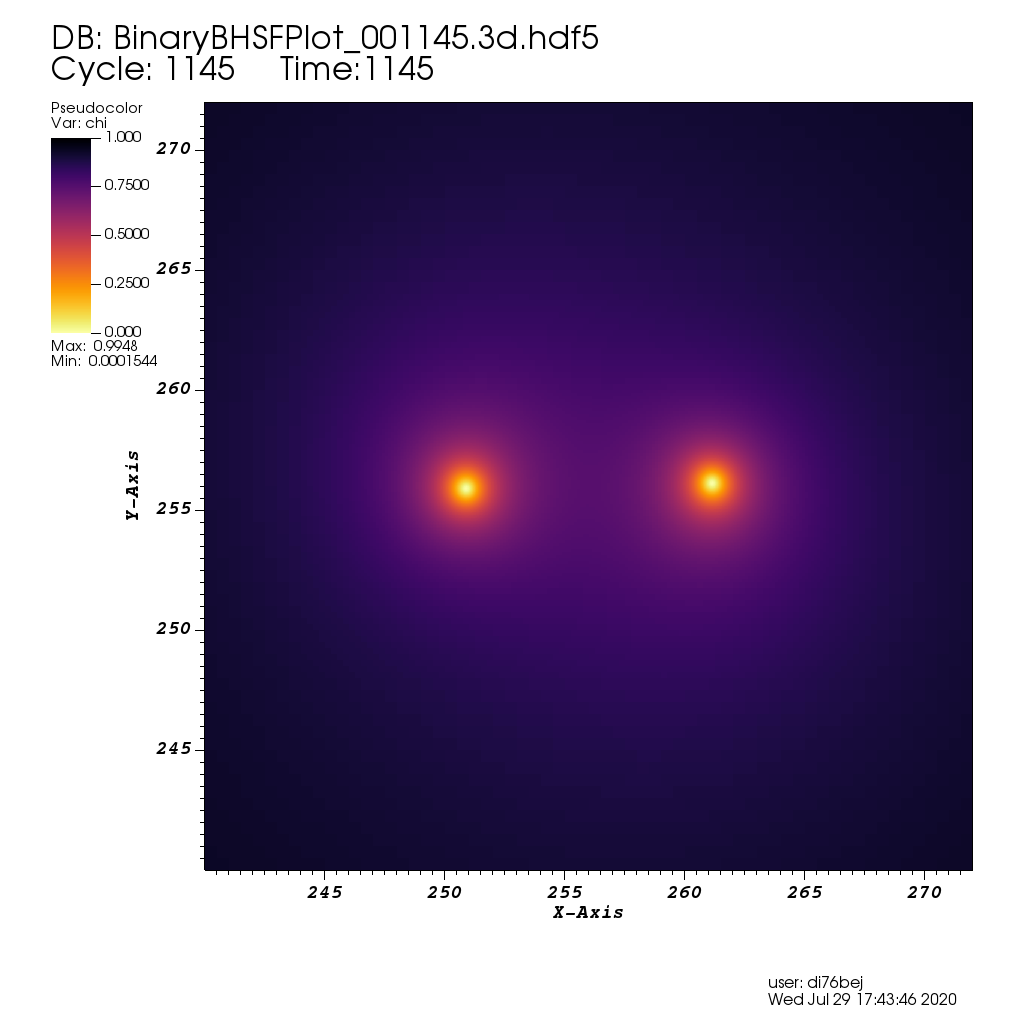 DB: BinaryBHSFPlot_001145.3d.hdf5
Cycle: 1145 Time:1145
Pseudocolor
Var: chi
1.000
0.7500
0.5000
0.2500
0.000
Max: 0.9948
Min: 0.0001544
270
265
260
255
250
245
Y-Axis
245 250 255 260 265 270
X-Axis
user: di76bej
Wed Jul 29 17:43:46 2020